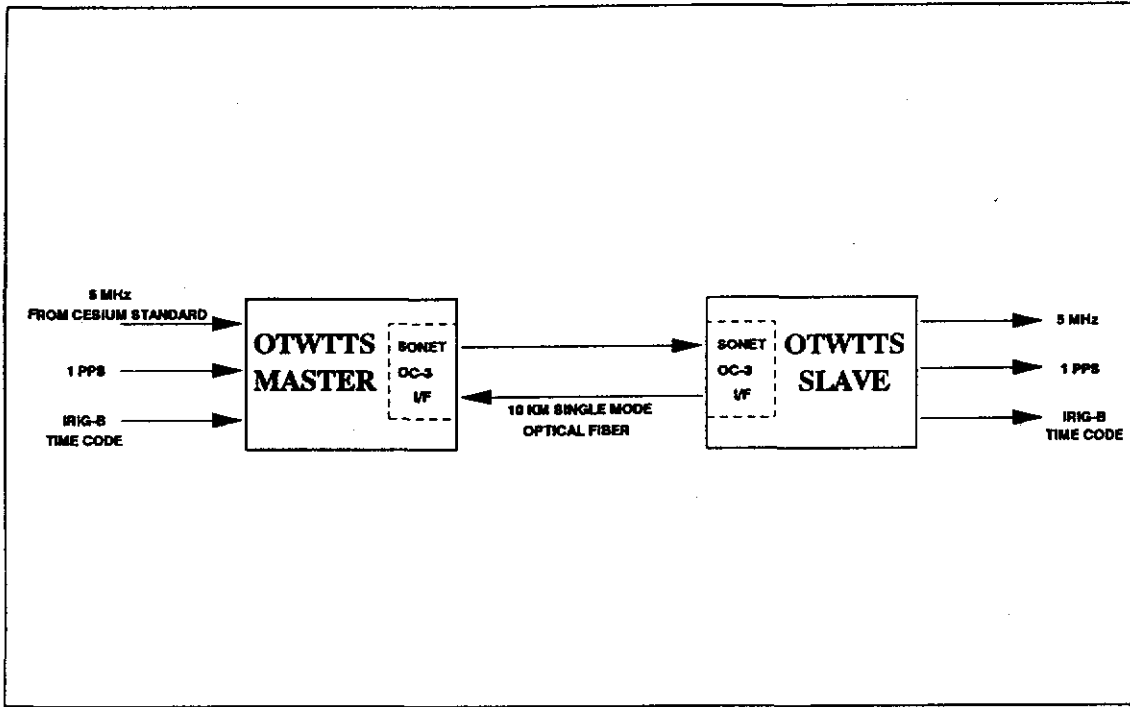 5 MHz
FROM CESIUM STANDARD
1 PPS
IRIG-B
TIME CODE
OTWTTS
MASTER
SONET
OC-3
I/F
10 KM SINGLE MODE
OPTICAL FIBER
SONET
OC-3
I/F
OTWTTS
SLAVE
5 MHz
1 PPS
IRIG-B
TIME CODE